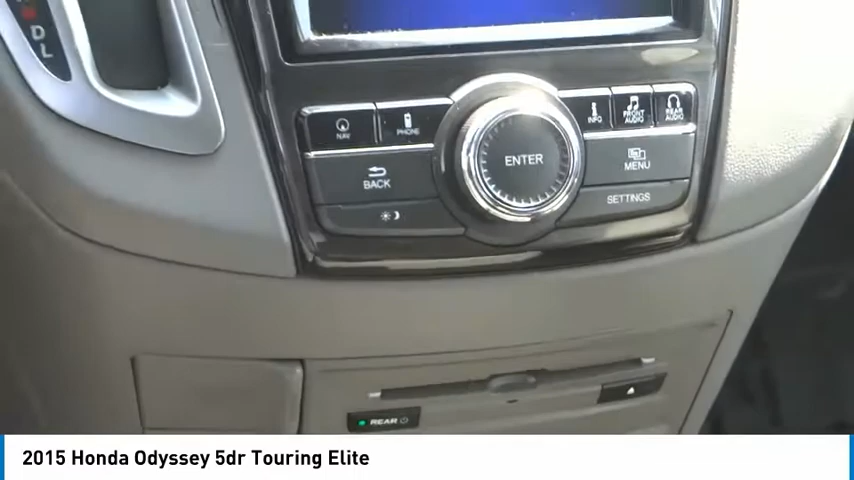 D
L
NAV
PHONE
INFO
FRONT
AUDIO
REAR
AUDIO
BACK
ENTER
MENU
SETTINGS
REAR
2015 Honda Odyssey 5dr Touring Elite